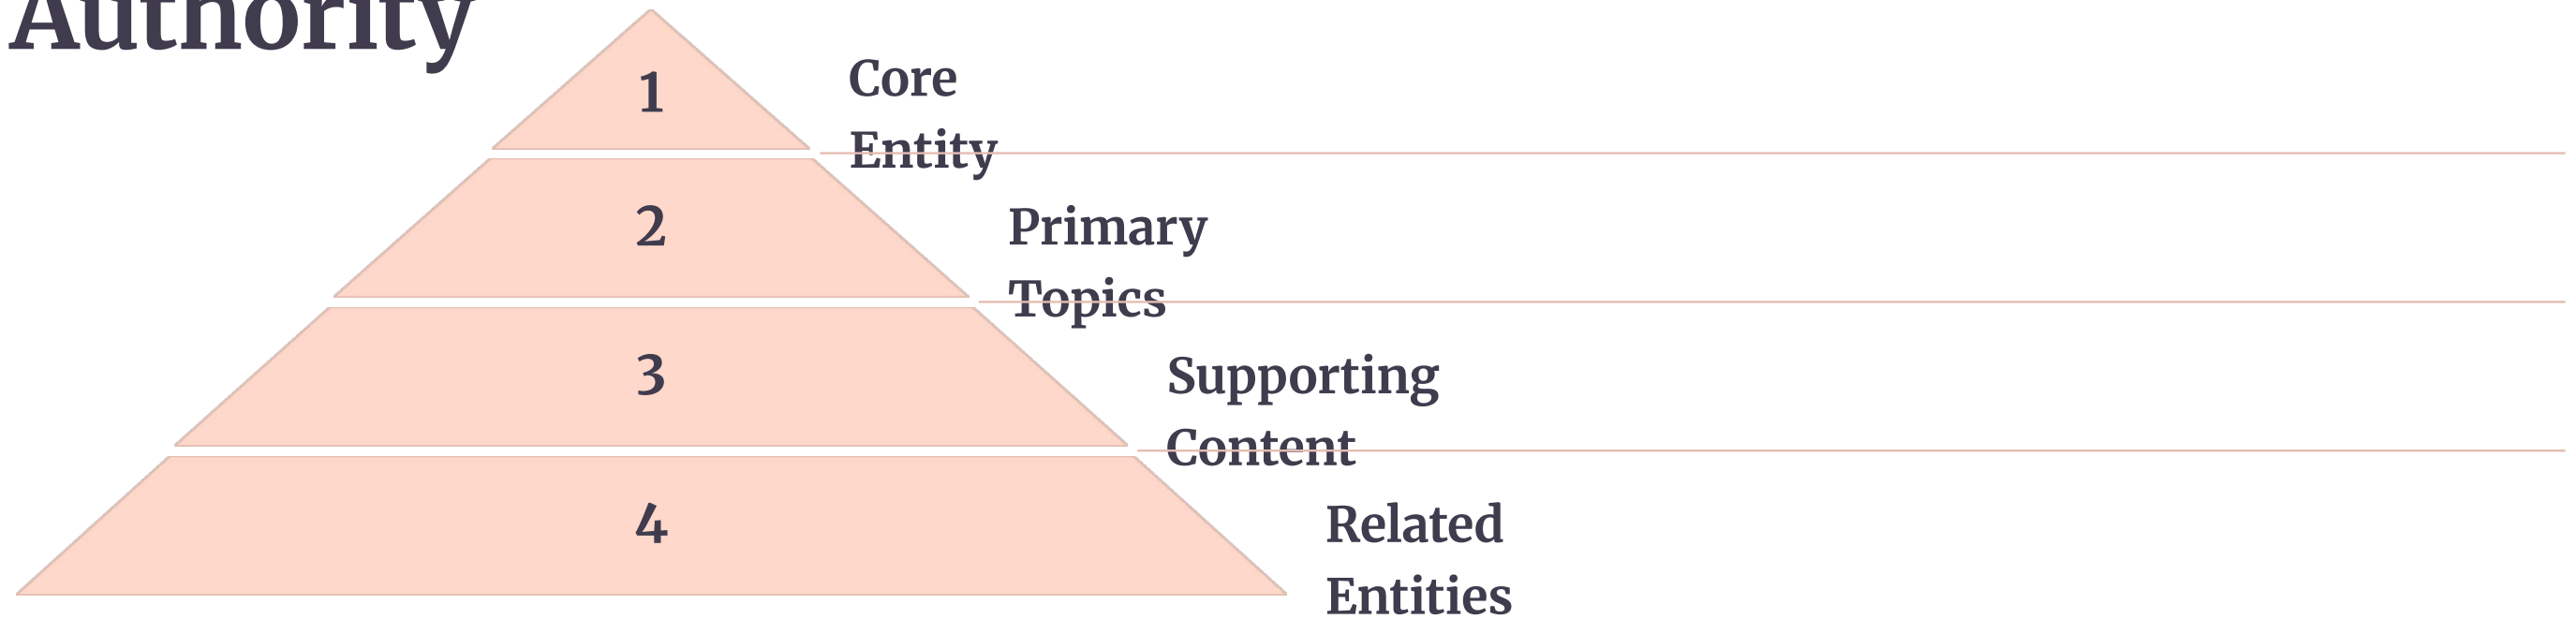 Authority
1
Core
Entity
2
Primary
Topics
3
Supporting
Content
4
Related
Entities